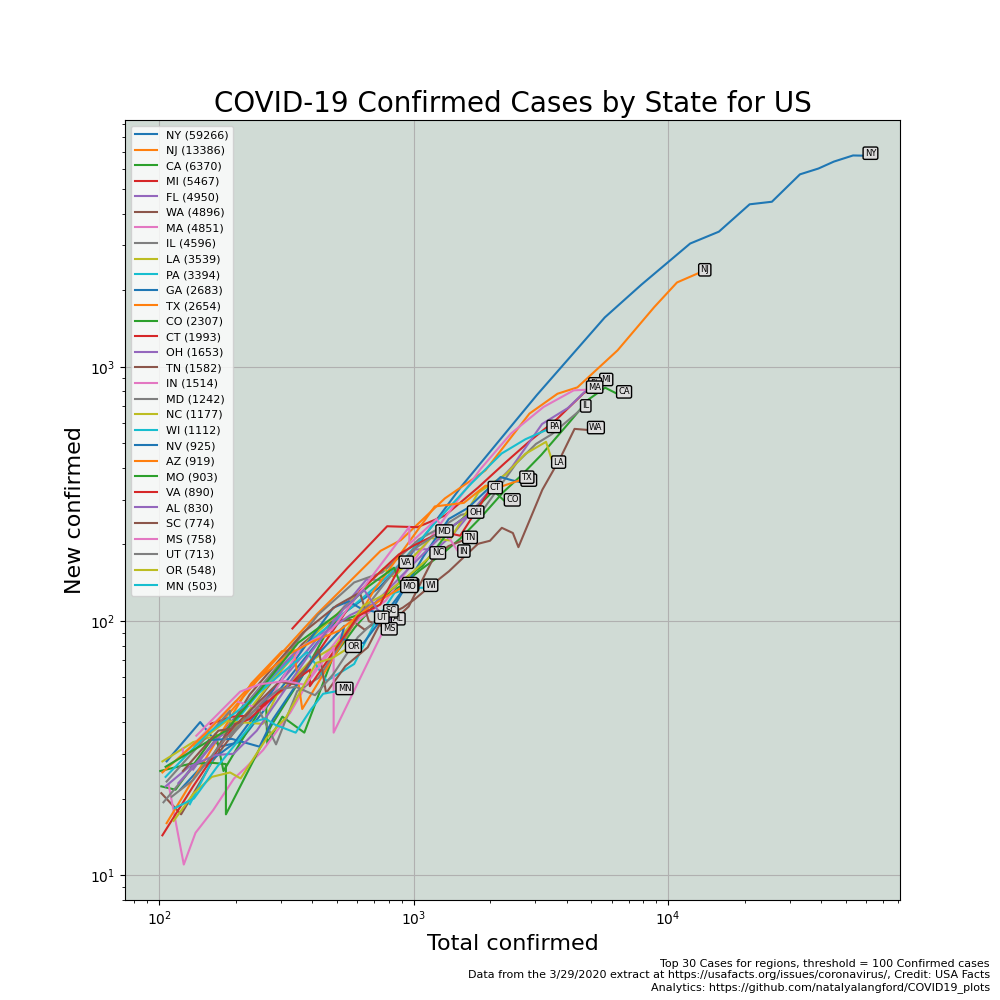 COVID-19 Confirmed Cases by State for US
NY (59266)
NJ (13386)
CA (6370)
MI (5467)
FL (4950)
WA (4896)
MA (4851)
IL (4596)
LA (3539)
PA (3394)
GA (2683)
TX (2654)
CO (2307)
CT (1993)
OH (1653)
TN (1582)
IN (1514)
MD (1242)
NC (1177)
WI (1112)
NV (925)
AZ (919)
MO (903)
VA (890)
AL (830)
SC (774)
MS (758)
UT (713)
OR (548)
MN (503)
NY
NJ
MI
MA
CA
IL
PA
WA
LA
TX
CT
CO
OH
MD
TN
NC
IN
VA
MO
WI
SC
UT
MS
OR
MN
10³
10²
10¹
New confirmed
10² 10³ 10⁴
Total confirmed
Top 30 Cases for regions, threshold = 100 Confirmed cases
Data from the 3/29/2020 extract at https://usafacts.org/issues/coronavirus/, Credit: USA Facts
Analytics: https://github.com/natalyalangford/COVID19_plots